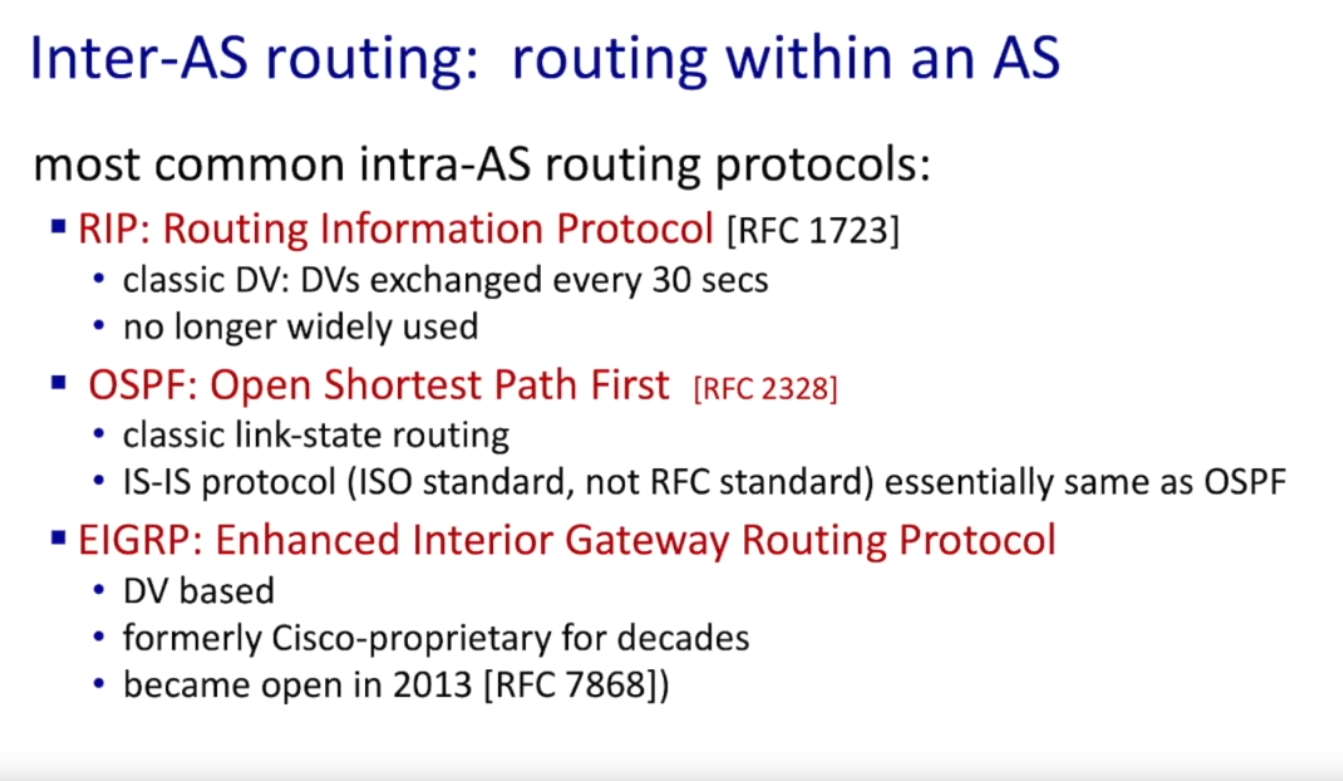 Inter-AS routing: routing within an AS
most common intra-AS routing protocols:
▪ RIP: Routing Information Protocol [RFC 1723]
• classic DV: DVs exchanged every 30 secs
• no longer widely used
▪ OSPF: Open Shortest Path First [RFC 2328]
• classic link-state routing
• IS-IS protocol (ISO standard, not RFC standard) essentially same as OSPF
▪ EIGRP: Enhanced Interior Gateway Routing Protocol
• DV based
• formerly Cisco-proprietary for decades
• became open in 2013 [RFC 7868])